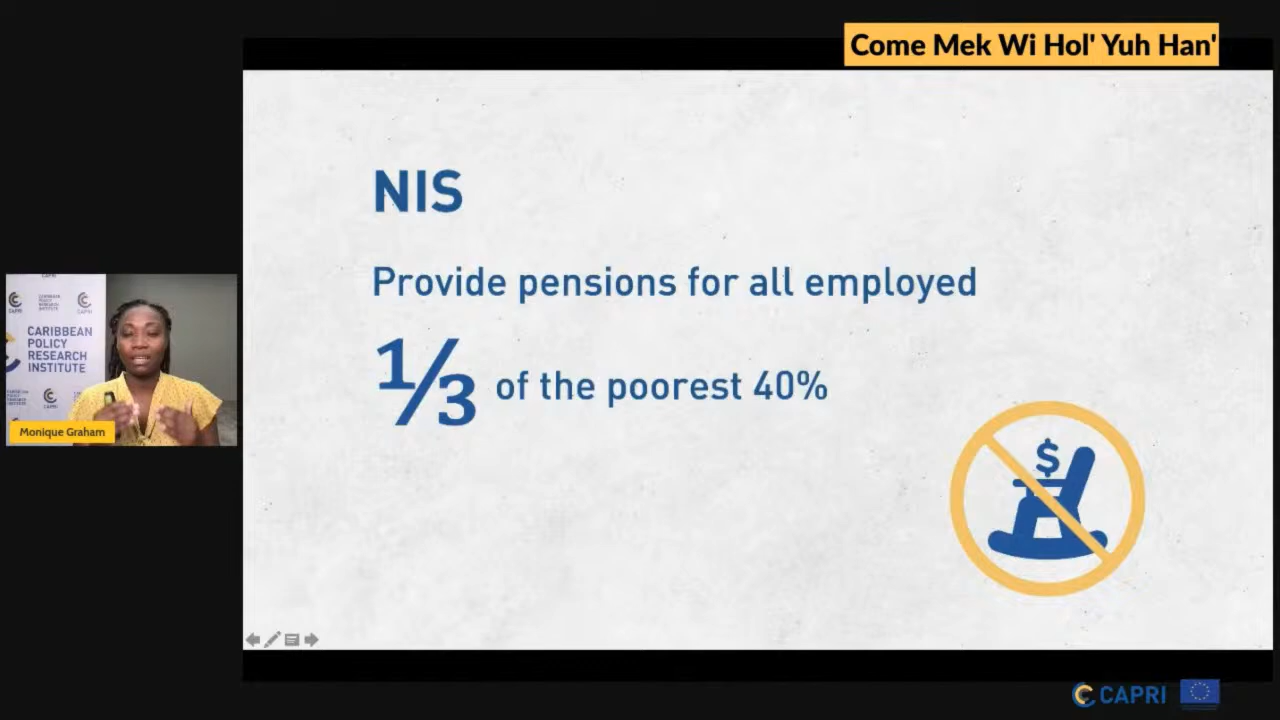 Come Mek Wi Hol' Yuh Han'
NIS
Provide pensions for all employed
1/3 of the poorest 40%
$
CARIBBEAN
POLICY
RESEARCH
INSTITUTE
CAPRI
Monique Graham
CAPRI